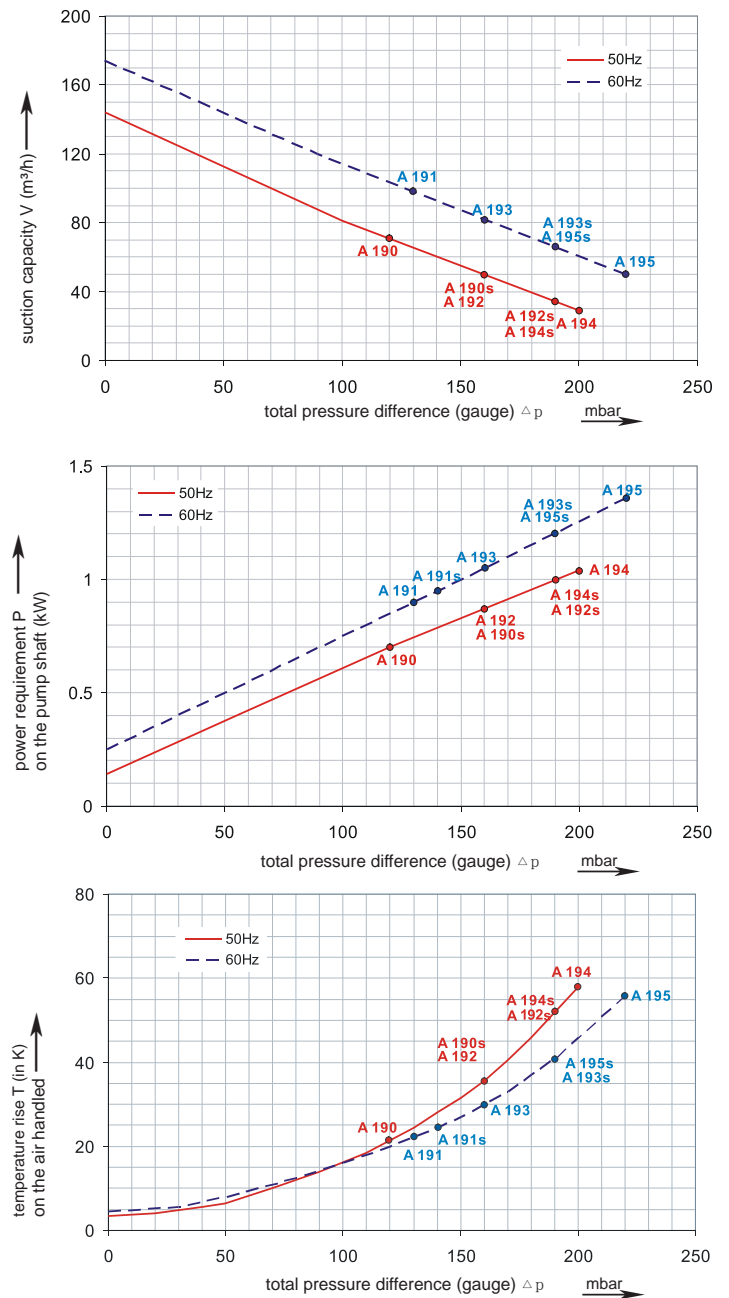 200
160
120
80
40
0
suction capacity V (m³/h)
50Hz
60Hz
A 191
A 193
A 193s
A 195s
A 195
A 190
A 190s
A 192
A 192s
A 194s
A 194
0 50 100 150 200 250
total pressure difference (gauge) △p mbar
1.5
1
0.5
0
power requirement P
on the pump shaft (kW)
50Hz
60Hz
A 195
A 193s
A 195s
A 193
A 191s
A 191
A 194
A 194s
A 192s
A 192
A 190s
A 190
0 50 100 150 200 250
total pressure difference (gauge) △p mbar
80
60
40
20
0
temperature rise T (in K)
on the air handled
50Hz
60Hz
A 194
A 194s
A 192s
A 195
A 190s
A 192
A 195s
A 193s
A 193
A 190
A 191s
A 191
0 50 100 150 200 250
total pressure difference (gauge) △p mbar